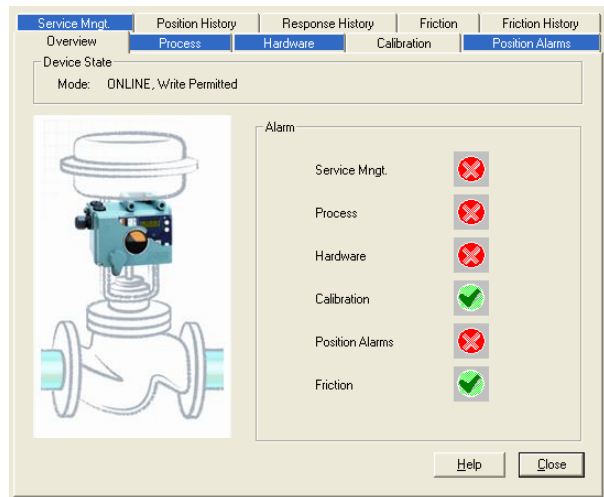 Service Mngt. Position History Response History Friction Friction History
Overview Process Hardware Calibration Position Alarms
Device State
Mode: ONLINE, Write Permitted
Alarm
Service Mngt.
Process
Hardware
Calibration
Position Alarms
Friction
Help Close